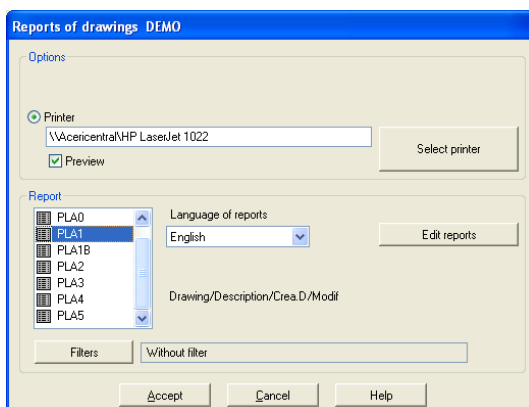 Reports of drawings DEMO
Options
Printer
\\Acericentral\HP LaserJet 1022
Select printer
Preview
Report
PLA0
PLA1
PLA1B
PLA2
PLA3
PLA4
PLA5
Language of reports
English
Edit reports
Drawing/Description/Crea.D/Modif
Filters
Without filter
Accept
Cancel
Help